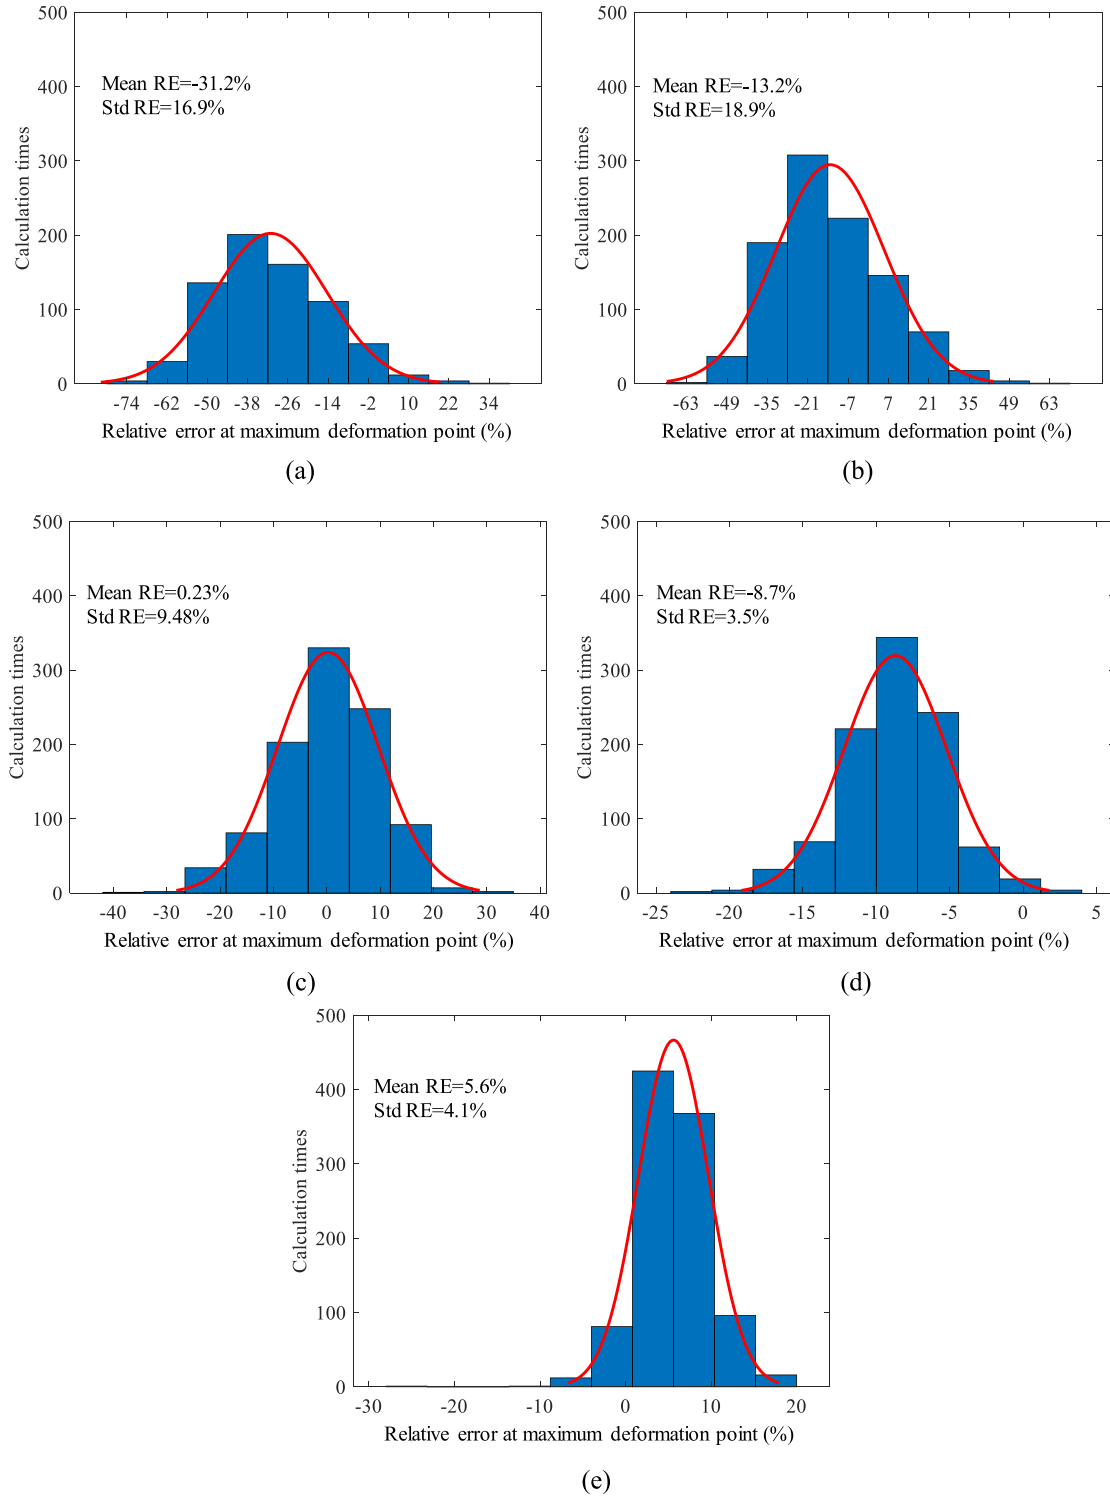 500
400
300
200
100
0
Calculation times
Mean RE=-31.2%
Std RE=16.9%
-74 -62 -50 -38 -26 -14 -2 10 22 34
Relative error at maximum deformation point (%)
(a)
500
400
300
200
100
0
Calculation times
Mean RE=-13.2%
Std RE=18.9%
-63 -49 -35 -21 -7 7 21 35 49 63
Relative error at maximum deformation point (%)
(b)
500
400
300
200
100
0
Calculation times
Mean RE=0.23%
Std RE=9.48%
-40 -30 -20 -10 0 10 20 30 40
Relative error at maximum deformation point (%)
(c)
500
400
300
200
100
0
Calculation times
Mean RE=-8.7%
Std RE=3.5%
-25 -20 -15 -10 -5 0 5
Relative error at maximum deformation point (%)
(d)
500
400
300
200
100
0
Calculation times
Mean RE=5.6%
Std RE=4.1%
-30 -20 -10 0 10 20
Relative error at maximum deformation point (%)
(e)